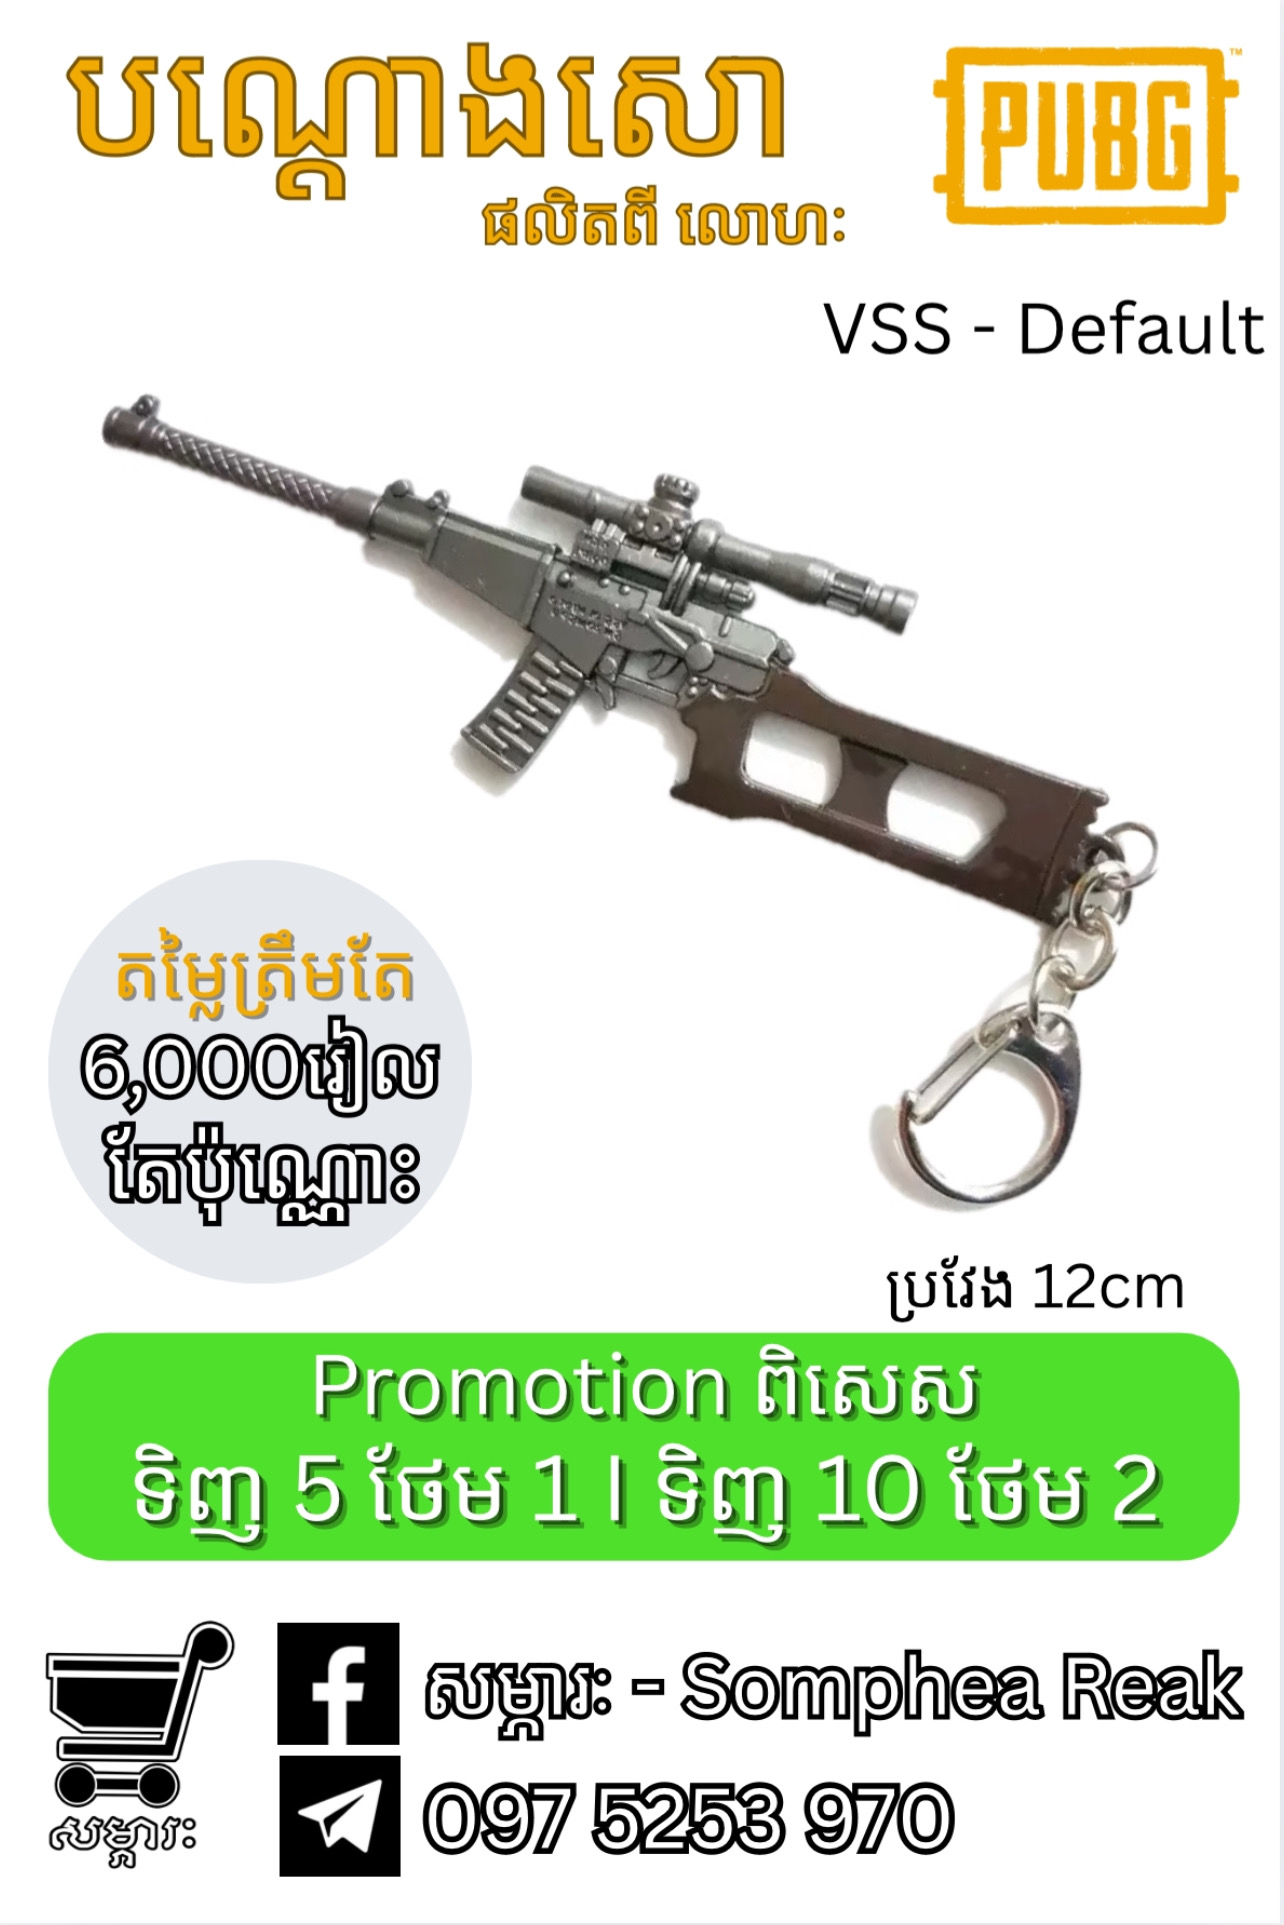 បណ្ដោងសោ
PUBG™
ផលិតពី លោហៈ
VSS - Default
តម្លៃត្រឹមតែ
6,000រៀល
តែប៉ុណ្ណោះ
ប្រវែង 12cm
Promotion ពិសេស
ទិញ 5 ថែម 1 | ទិញ 10 ថែម 2
សម្ភារៈ - Somphea Reak
097 5253 970
សម្ភារៈ